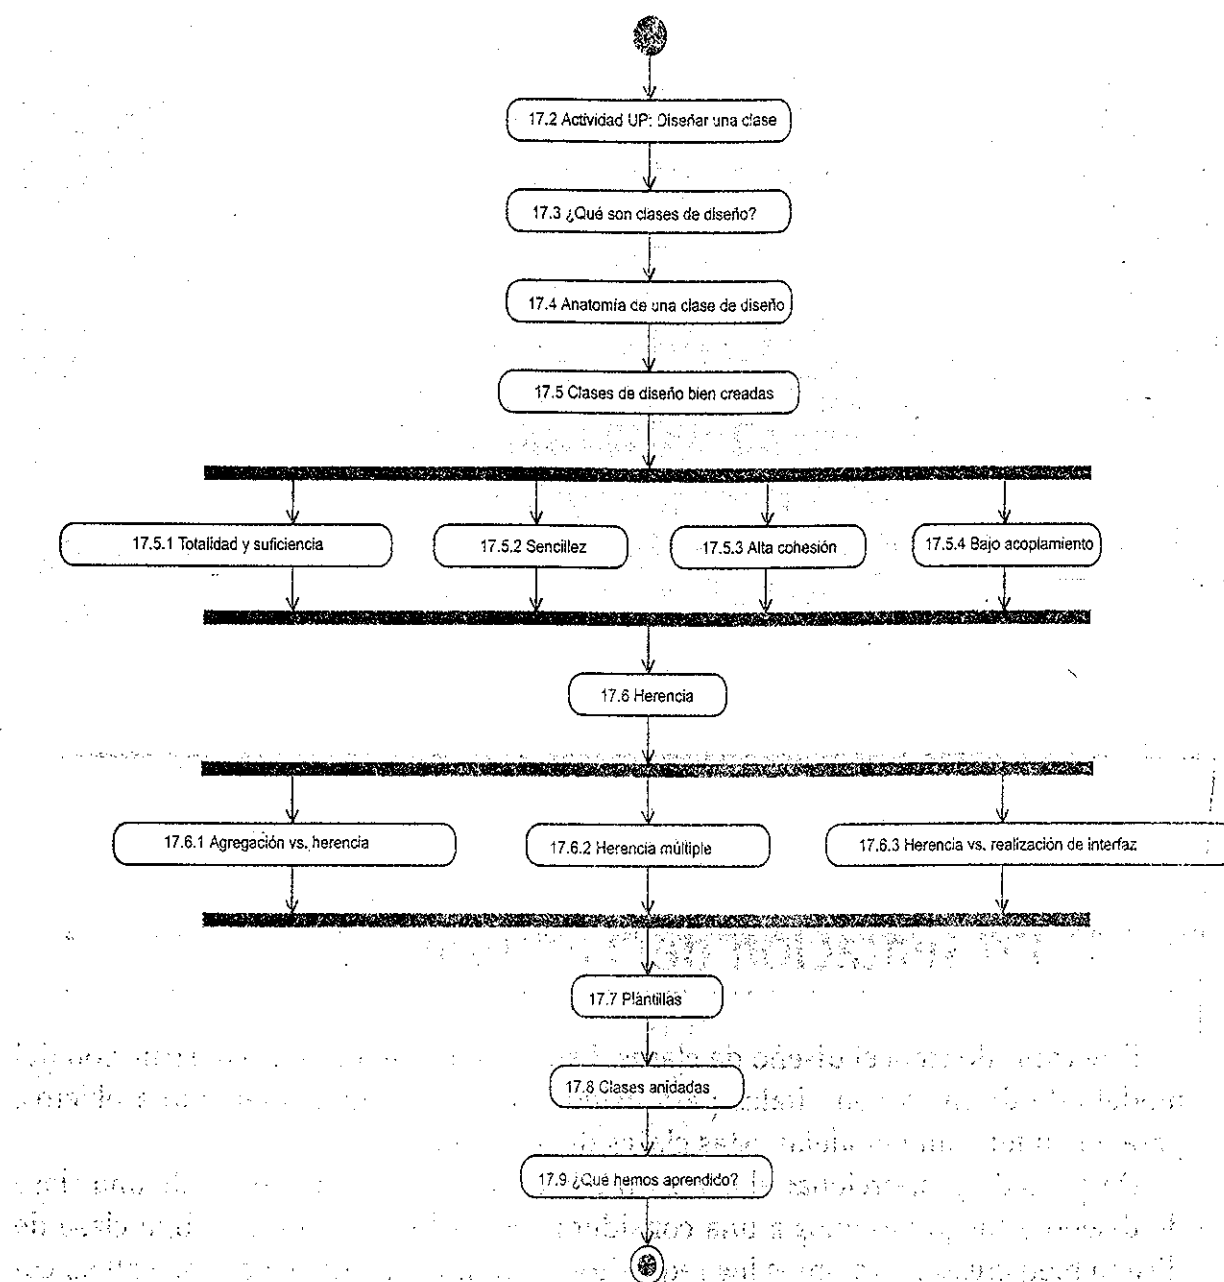 17.2 Actividad UP: Diseñar una clase
17.3 ¿Qué son clases de diseño?
17.4 Anatomía de una clase de diseño
17.5 Clases de diseño bien creadas
17.5.1 Totalidad y suficiencia
17.5.2 Sencillez
17.5.3 Alta cohesión
17.5.4 Bajo acoplamiento
17.6 Herencia
17.6.1 Agregación vs. herencia
17.6.2 Herencia múltiple
17.6.3 Herencia vs. realización de interfaz
17.7 Plantillas
17.8 Clases anidadas
17.9 ¿Qué hemos aprendido?